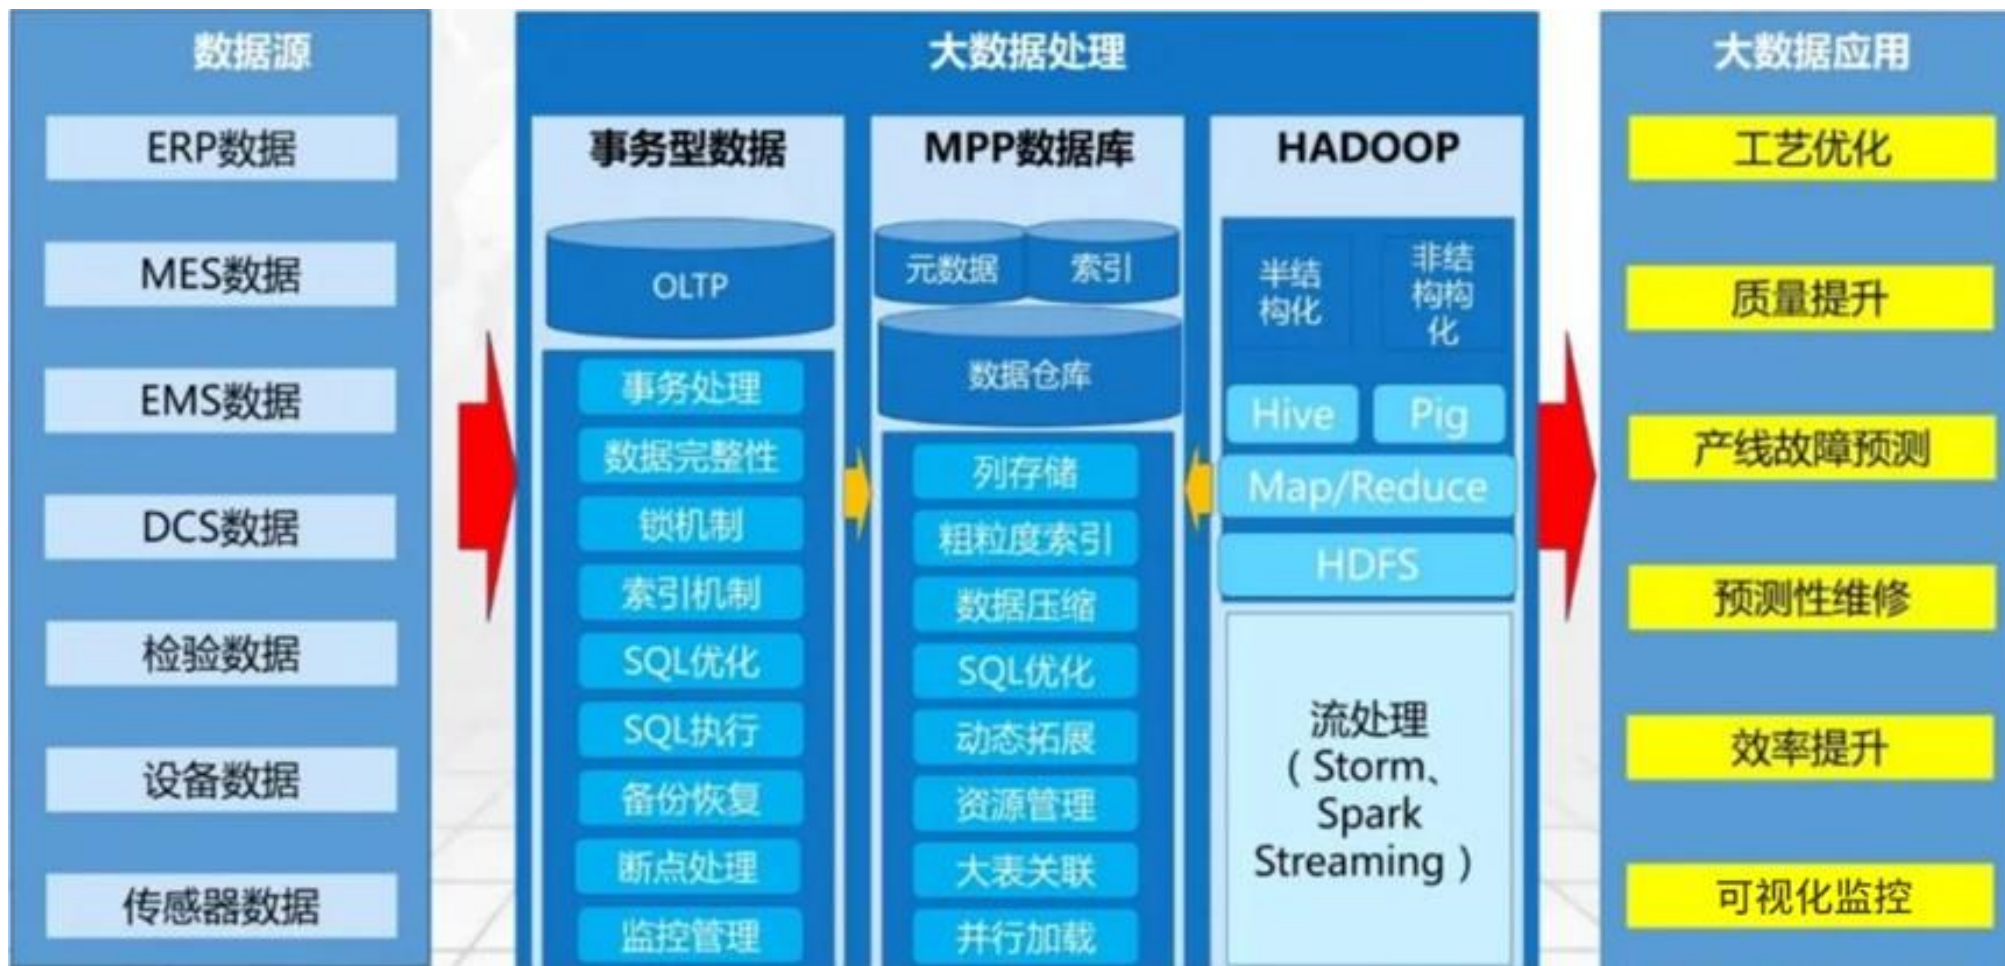 数据源
ERP数据
MES数据
EMS数据
DCS数据
检验数据
设备数据
传感器数据
大数据处理
事务型数据
OLTP
事务处理
数据完整性
锁机制
索引机制
SQL优化
SQL执行
备份恢复
断点处理
监控管理
MPP数据库
元数据
索引
数据仓库
列存储
粗粒度索引
数据压缩
SQL优化
动态拓展
资源管理
大表关联
并行加载
HADOOP
半结
构化
非结
构构
化
Hive
Pig
Map/Reduce
HDFS
流处理
（Storm、
Spark
Streaming）
大数据应用
工艺优化
质量提升
产线故障预测
预测性维修
效率提升
可视化监控